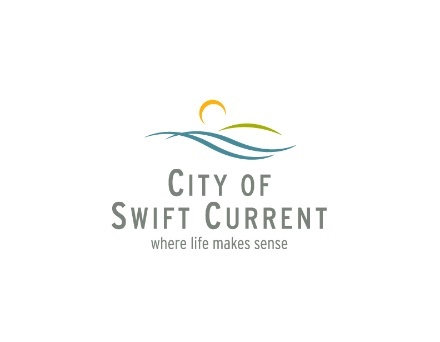 City of
Swift Current
where life makes sense